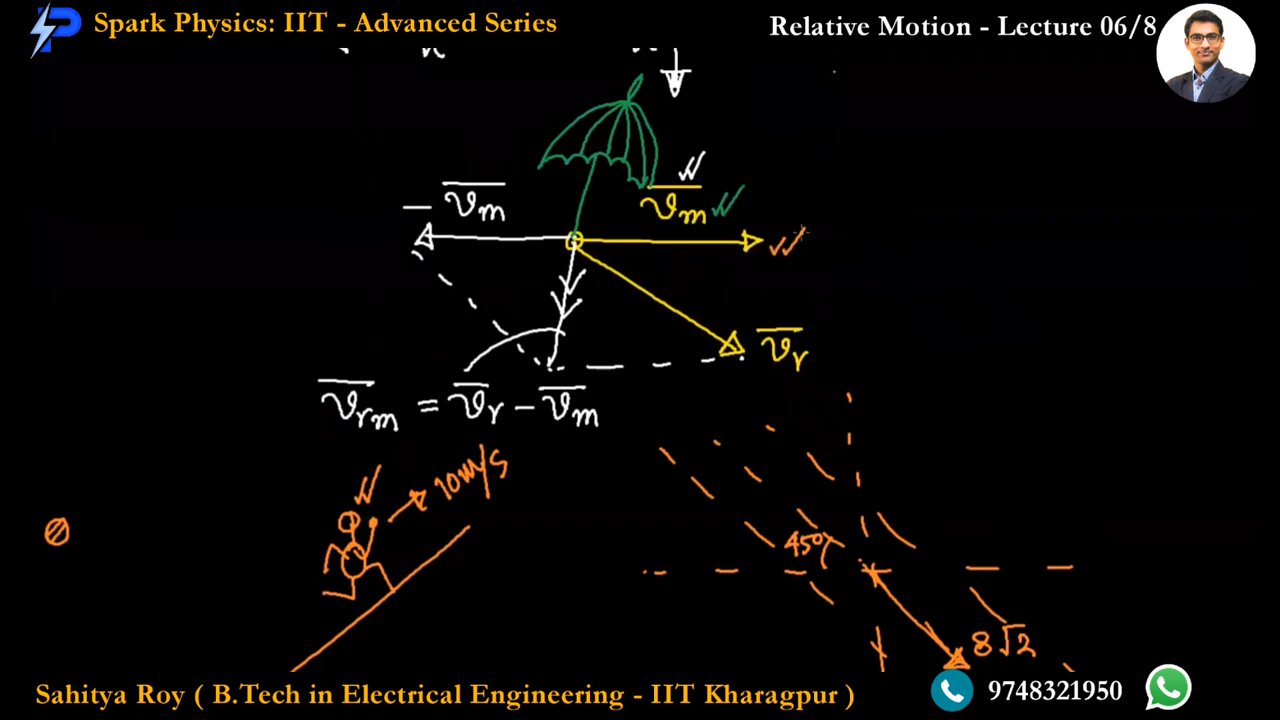 Spark Physics: IIT - Advanced Series
Relative Motion - Lecture 06/8
- v̅m
v̅m
v̅r
v̅rm = v̅r - v̅m
10m/s
45°
8√2
Sahitya Roy ( B.Tech in Electrical Engineering - IIT Kharagpur )
9748321950